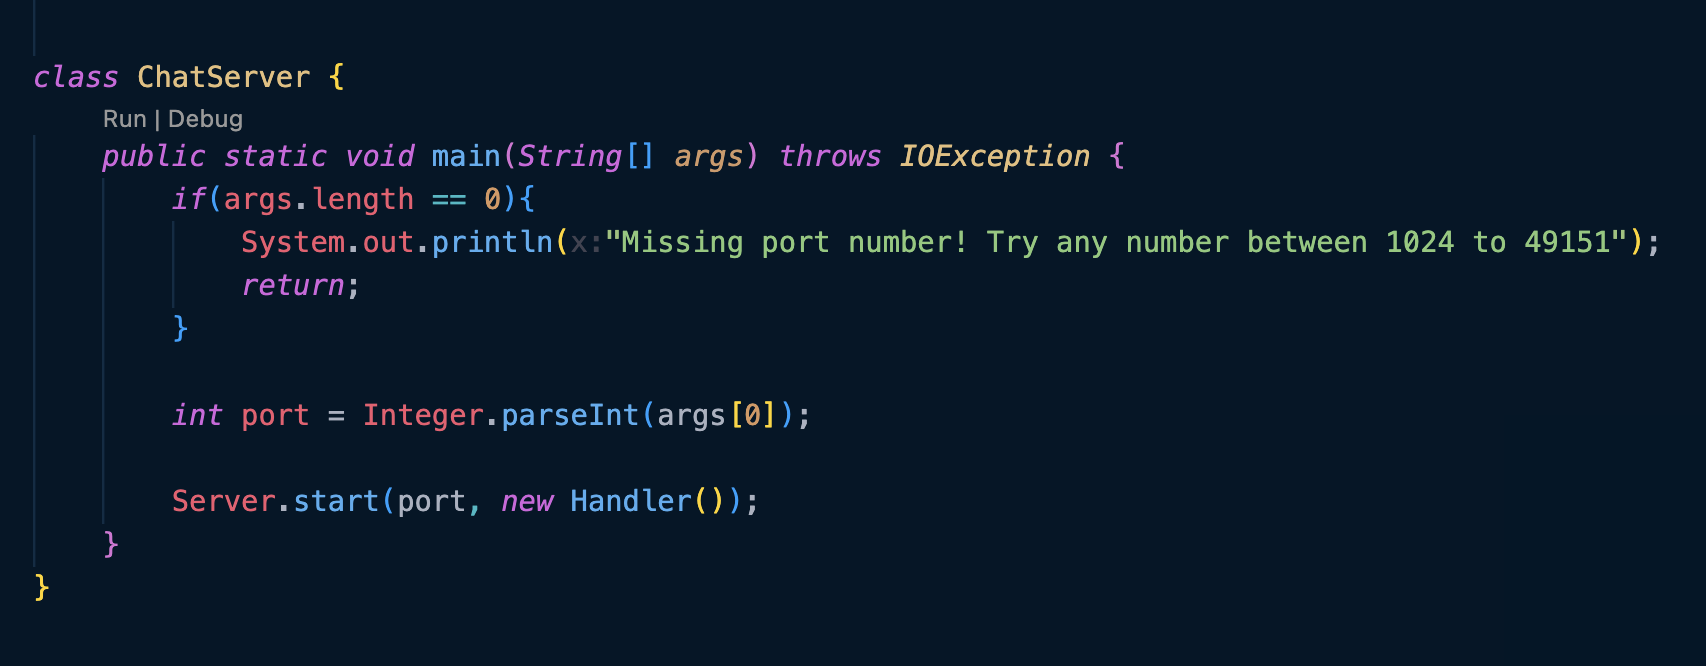 class ChatServer {
Run | Debug
public static void main(String[] args) throws IOException {
if(args.length == 0){
System.out.println(x:"Missing port number! Try any number between 1024 to 49151");
return;
}
int port = Integer.parseInt(args[0]);
Server.start(port, new Handler());
}
}